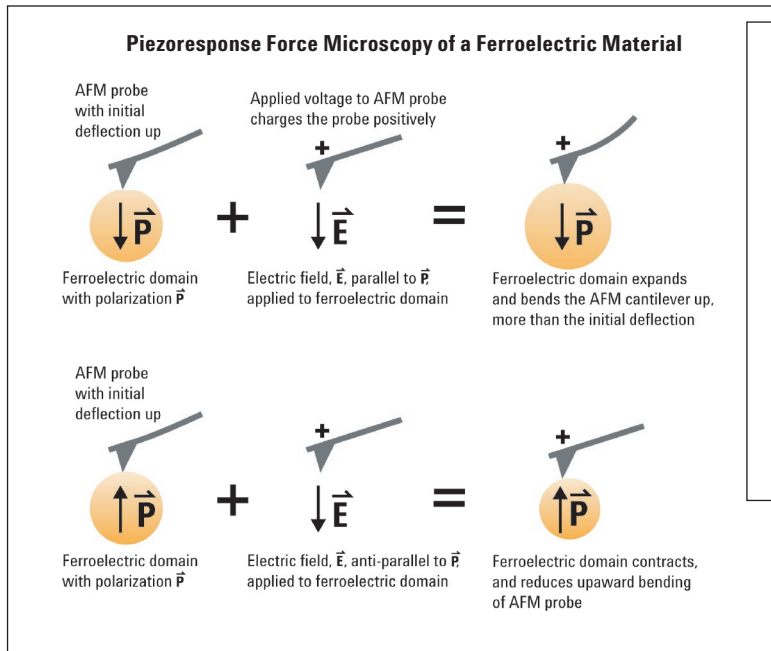 Piezoresponse Force Microscopy of a Ferroelectric Material
AFM probe
with initial
deflection up
Applied voltage to AFM probe
charges the probe positively
+
+
P⃗
+
E⃗
=
P⃗
Ferroelectric domain
with polarization P⃗
Electric field, E⃗, parallel to P⃗,
applied to ferroelectric domain
Ferroelectric domain expands
and bends the AFM cantilever up,
more than the initial deflection
AFM probe
with initial
deflection up
+
+
P⃗
+
E⃗
=
P⃗
Ferroelectric domain
with polarization P⃗
Electric field, E⃗, anti-parallel to P⃗,
applied to ferroelectric domain
Ferroelectric domain contracts,
and reduces upaward bending
of AFM probe